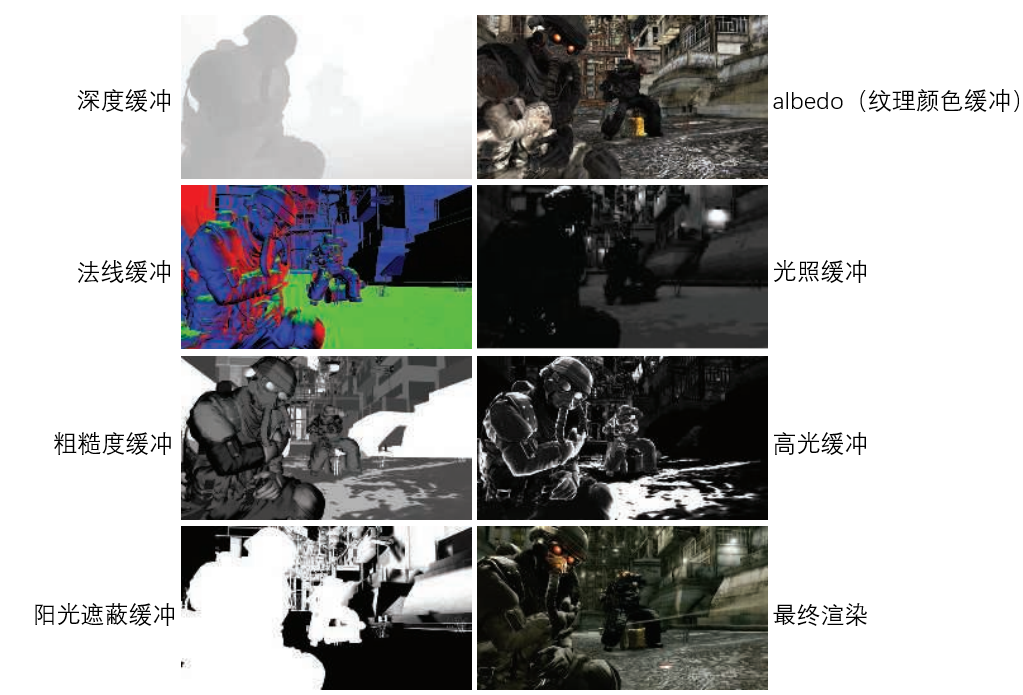 深度缓冲
albedo（纹理颜色缓冲）
法线缓冲
光照缓冲
粗糙度缓冲
高光缓冲
阳光遮蔽缓冲
最终渲染